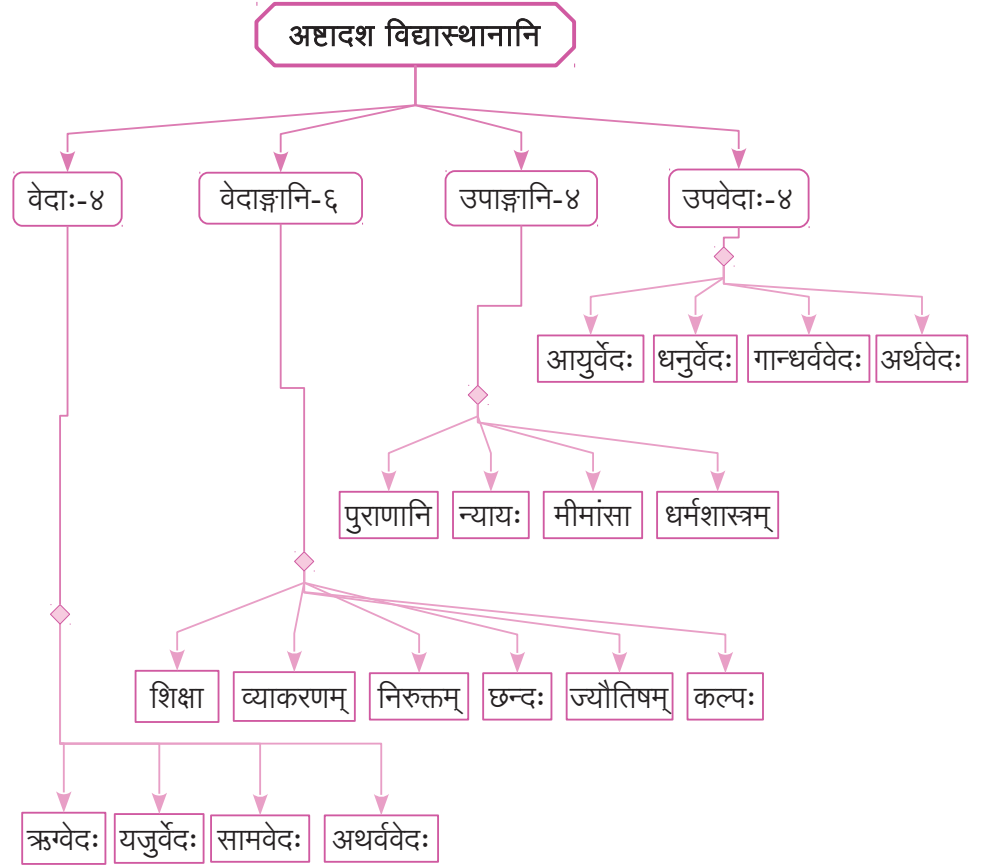 अष्टादश विद्यास्थानानि
वेदाः-४
वेदाङ्गानि-६
उपाङ्गानि-४
उपवेदाः-४
आयुर्वेदः
धनुर्वेदः
गान्धर्ववेदः
अर्थवेदः
पुराणानि
न्यायः
मीमांसा
धर्मशास्त्रम्
शिक्षा
व्याकरणम्
निरुक्तम्
छन्दः
ज्यौतिषम्
कल्पः
ऋग्वेदः
यजुर्वेदः
सामवेदः
अथर्ववेदः